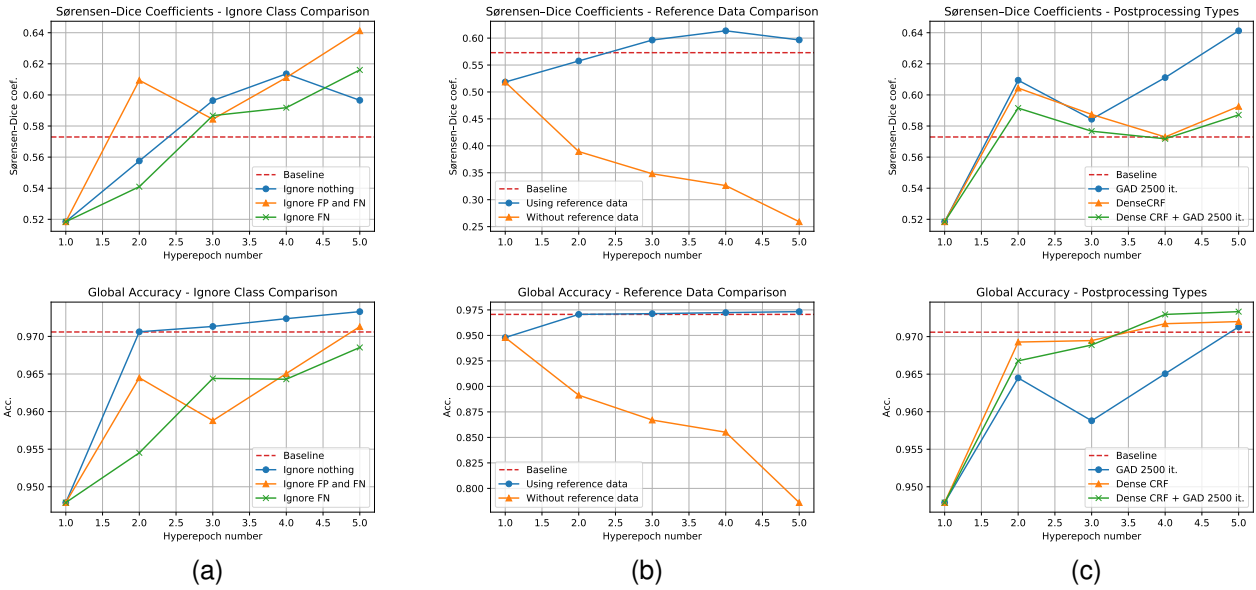 Sørensen–Dice Coefficients - Ignore Class Comparison
Sørensen–Dice coef.
0.64
0.62
0.60
0.58
0.56
0.54
0.52
Baseline
Ignore nothing
Ignore FP and FN
Ignore FN
1.0 1.5 2.0 2.5 3.0 3.5 4.0 4.5 5.0
Hyperepoch number
Sørensen–Dice Coefficients - Reference Data Comparison
Sørensen–Dice coef.
0.60
0.55
0.50
0.45
0.40
0.35
0.30
0.25
Baseline
Using reference data
Without reference data
1.0 1.5 2.0 2.5 3.0 3.5 4.0 4.5 5.0
Hyperepoch number
Sørensen–Dice Coefficients - Postprocessing Types
Sørensen–Dice coef.
0.64
0.62
0.60
0.58
0.56
0.54
0.52
Baseline
GAD 2500 it.
DenseCRF
Dense CRF + GAD 2500 it.
1.0 1.5 2.0 2.5 3.0 3.5 4.0 4.5 5.0
Hyperepoch number
Global Accuracy - Ignore Class Comparison
Acc.
0.970
0.965
0.960
0.955
0.950
Baseline
Ignore nothing
Ignore FP and FN
Ignore FN
1.0 1.5 2.0 2.5 3.0 3.5 4.0 4.5 5.0
Hyperepoch number
Global Accuracy - Reference Data Comparison
Acc.
0.975
0.950
0.925
0.900
0.875
0.850
0.825
0.800
Baseline
Using reference data
Without reference data
1.0 1.5 2.0 2.5 3.0 3.5 4.0 4.5 5.0
Hyperepoch number
Global Accuracy - Postprocessing Types
Acc.
0.970
0.965
0.960
0.955
0.950
Baseline
GAD 2500 it.
Dense CRF
Dense CRF + GAD 2500 it.
1.0 1.5 2.0 2.5 3.0 3.5 4.0 4.5 5.0
Hyperepoch number
(a)
(b)
(c)